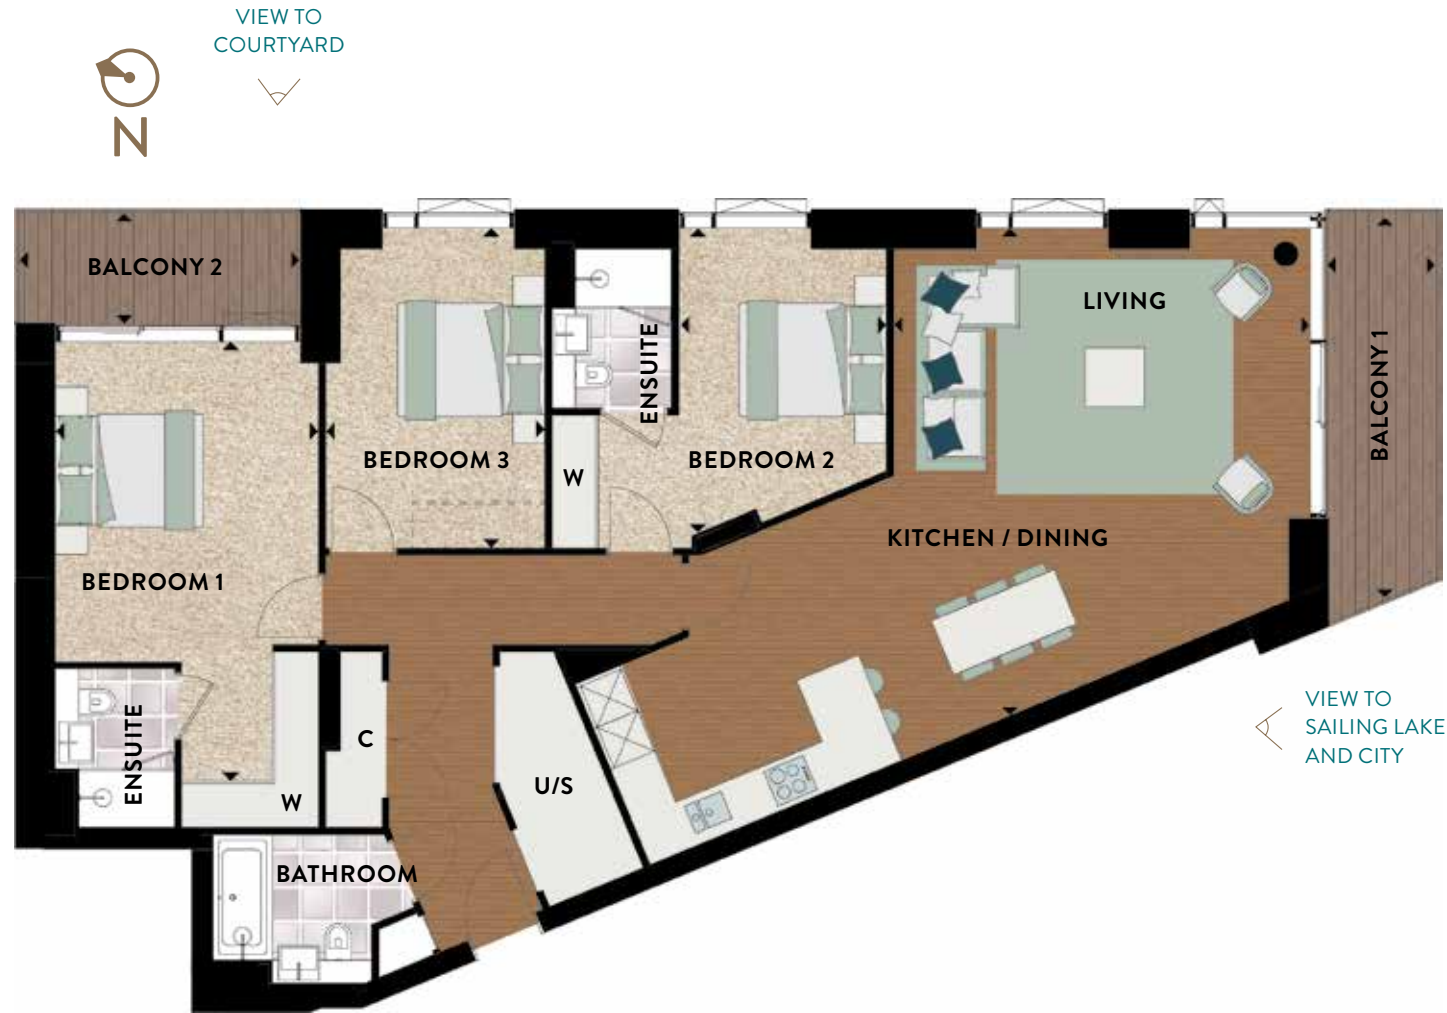 VIEW TO
COURTYARD
N
BALCONY 2
LIVING
ENSUITE
BALCONY 1
BEDROOM 3
BEDROOM 2
W
KITCHEN / DINING
BEDROOM 1
ENSUITE
C
VIEW TO
SAILING LAKE
AND CITY
U/S
W
BATHROOM